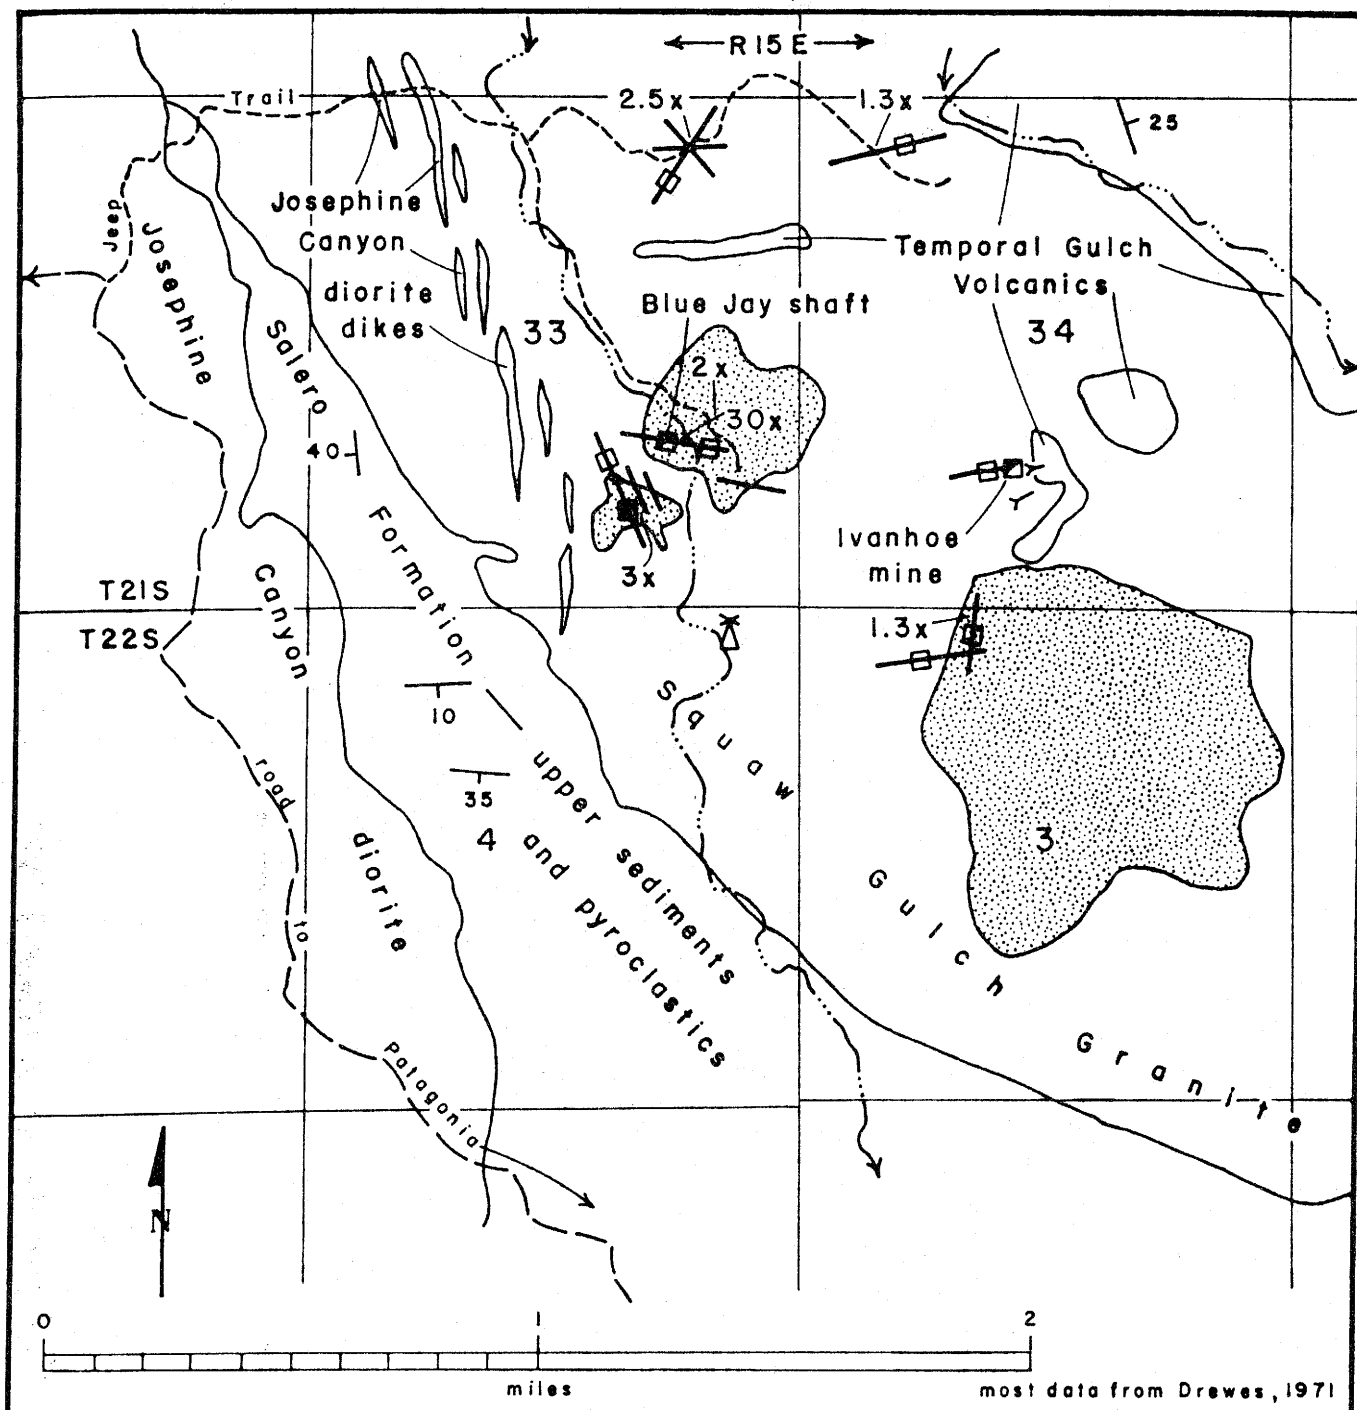 R15E
Trail
2.5x
1.3x
25
Josephine
Canyon
diorite
dikes
Jeep
Josephine
Canyon
diorite
Temporal Gulch
Volcanics
Blue Jay shaft
33
34
2x
30x
Salero
Formation
upper sediments
and pyroclastics
40
3x
Ivanhoe
mine
T21S
T22S
1.3x
Squaw
Gulch
Granite
10
35
4
3
road
to
Patagonia
N
0
1
2
miles
most data from Drewes, 1971